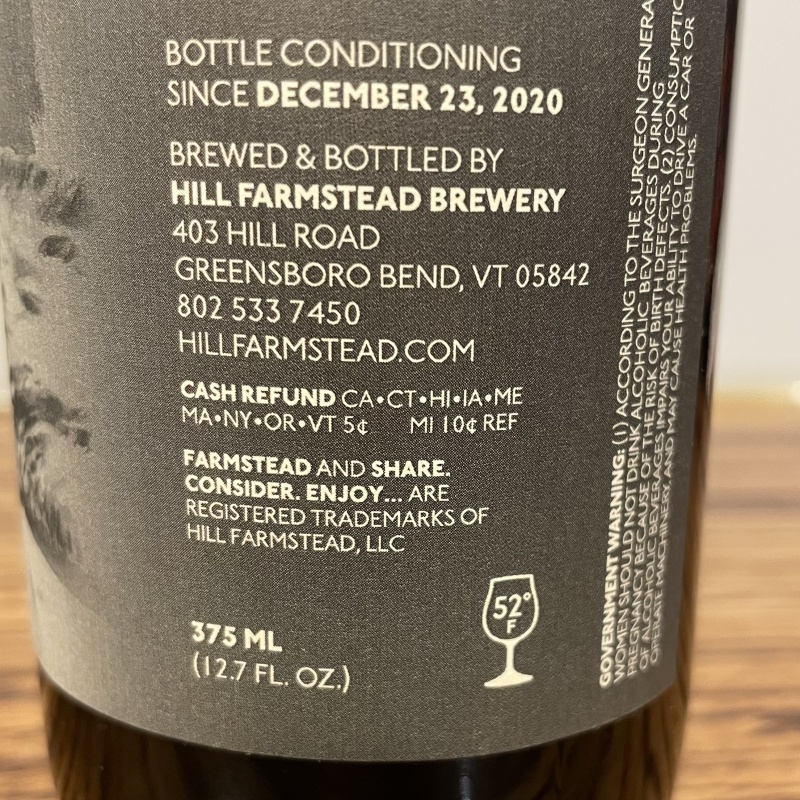 BOTTLE CONDITIONING
SINCE DECEMBER 23, 2020
BREWED & BOTTLED BY
HILL FARMSTEAD BREWERY
403 HILL ROAD
GREENSBORO BEND, VT 05842
802 533 7450
HILLFARMSTEAD.COM
CASH REFUND CA•CT•HI•IA•ME
MA•NY•OR•VT 5¢ MI 10¢ REF
FARMSTEAD AND SHARE.
CONSIDER. ENJOY... ARE
REGISTERED TRADEMARKS OF
HILL FARMSTEAD, LLC
375 ML
(12.7 FL. OZ.)
52°
F
GOVERNMENT WARNING: (1) ACCORDING TO THE SURGEON GENERA
WOMEN SHOULD NOT DRINK ALCOHOLIC BEVERAGES DURING
PREGNANCY BECAUSE OF THE RISK OF BIRTH DEFECTS. (2) CONSUMPTIO
OF ALCOHOLIC BEVERAGES IMPAIRS YOUR ABILITY TO DRIVE A CAR OR
OPERATE MACHINERY, AND MAY CAUSE HEALTH PROBLEMS.